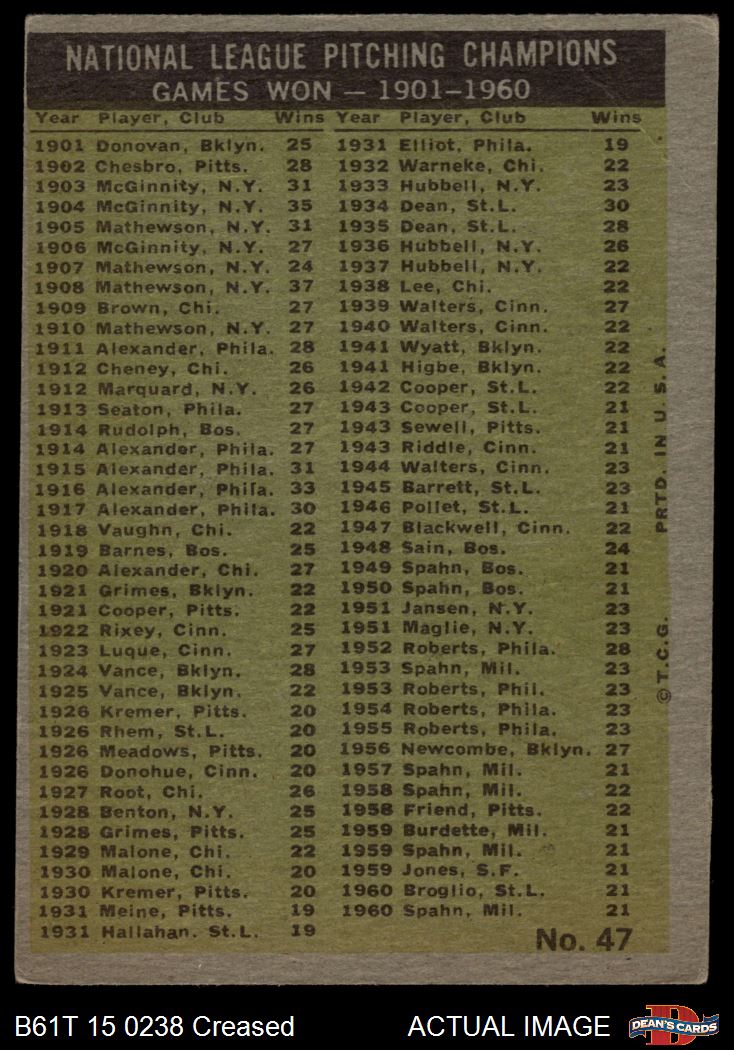 NATIONAL LEAGUE PITCHING CHAMPIONS
GAMES WON — 1901-1960
Year Player, Club Wins
1901 Donovan, Bklyn. 25
1902 Chesbro, Pitts. 28
1903 McGinnity, N.Y. 31
1904 McGinnity, N.Y. 35
1905 Mathewson, N.Y. 31
1906 McGinnity, N.Y. 27
1907 Mathewson, N.Y. 24
1908 Mathewson, N.Y. 37
1909 Brown, Chi. 27
1910 Mathewson, N.Y. 27
1911 Alexander, Phila. 28
1912 Cheney, Chi. 26
1912 Marquard, N.Y. 26
1913 Seaton, Phila. 27
1914 Rudolph, Bos. 27
1914 Alexander, Phila. 27
1915 Alexander, Phila. 31
1916 Alexander, Phila. 33
1917 Alexander, Phila. 30
1918 Vaughn, Chi. 22
1919 Barnes, Bos. 25
1920 Alexander, Chi. 27
1921 Grimes, Bklyn. 22
1921 Cooper, Pitts. 22
1922 Rixey, Cinn. 25
1923 Luque, Cinn. 27
1924 Vance, Bklyn. 28
1925 Vance, Bklyn. 22
1926 Kremer, Pitts. 20
1926 Rhem, St.L. 20
1926 Meadows, Pitts. 20
1926 Donohue, Cinn. 20
1927 Root, Chi. 26
1928 Benton, N.Y. 25
1928 Grimes, Pitts. 25
1929 Malone, Chi. 22
1930 Malone, Chi. 20
1930 Kremer, Pitts. 20
1931 Meine, Pitts. 19
1931 Hallahan. St.L. 19
Year Player, Club Wins
1931 Elliot, Phila. 19
1932 Warneke, Chi. 22
1933 Hubbell, N.Y. 23
1934 Dean, St.L. 30
1935 Dean, St.L. 28
1936 Hubbell, N.Y. 26
1937 Hubbell, N.Y. 22
1938 Lee, Chi. 22
1939 Walters, Cinn. 27
1940 Walters, Cinn. 22
1941 Wyatt, Bklyn. 22
1941 Higbe, Bklyn. 22
1942 Cooper, St.L. 22
1943 Cooper, St.L. 21
1943 Sewell, Pitts. 21
1943 Riddle, Cinn. 21
1944 Walters, Cinn. 23
1945 Barrett, St.L. 23
1946 Pollet, St.L. 21
1947 Blackwell, Cinn. 22
1948 Sain, Bos. 24
1949 Spahn, Bos. 21
1950 Spahn, Bos. 21
1951 Jansen, N.Y. 23
1951 Maglie, N.Y. 23
1952 Roberts, Phila. 28
1953 Spahn, Mil. 23
1953 Roberts, Phil. 23
1954 Roberts, Phila. 23
1955 Roberts, Phila. 23
1956 Newcombe, Bklyn. 27
1957 Spahn, Mil. 21
1958 Spahn, Mil. 22
1958 Friend, Pitts. 22
1959 Burdette, Mil. 21
1959 Spahn, Mil. 21
1959 Jones, S.F. 21
1960 Broglio, St.L. 21
1960 Spahn, Mil. 21
No. 47
© T.C.G. PRTD. IN U.S.A.
B61T 15 0238 Creased
ACTUAL IMAGE
DEAN'S CARDS